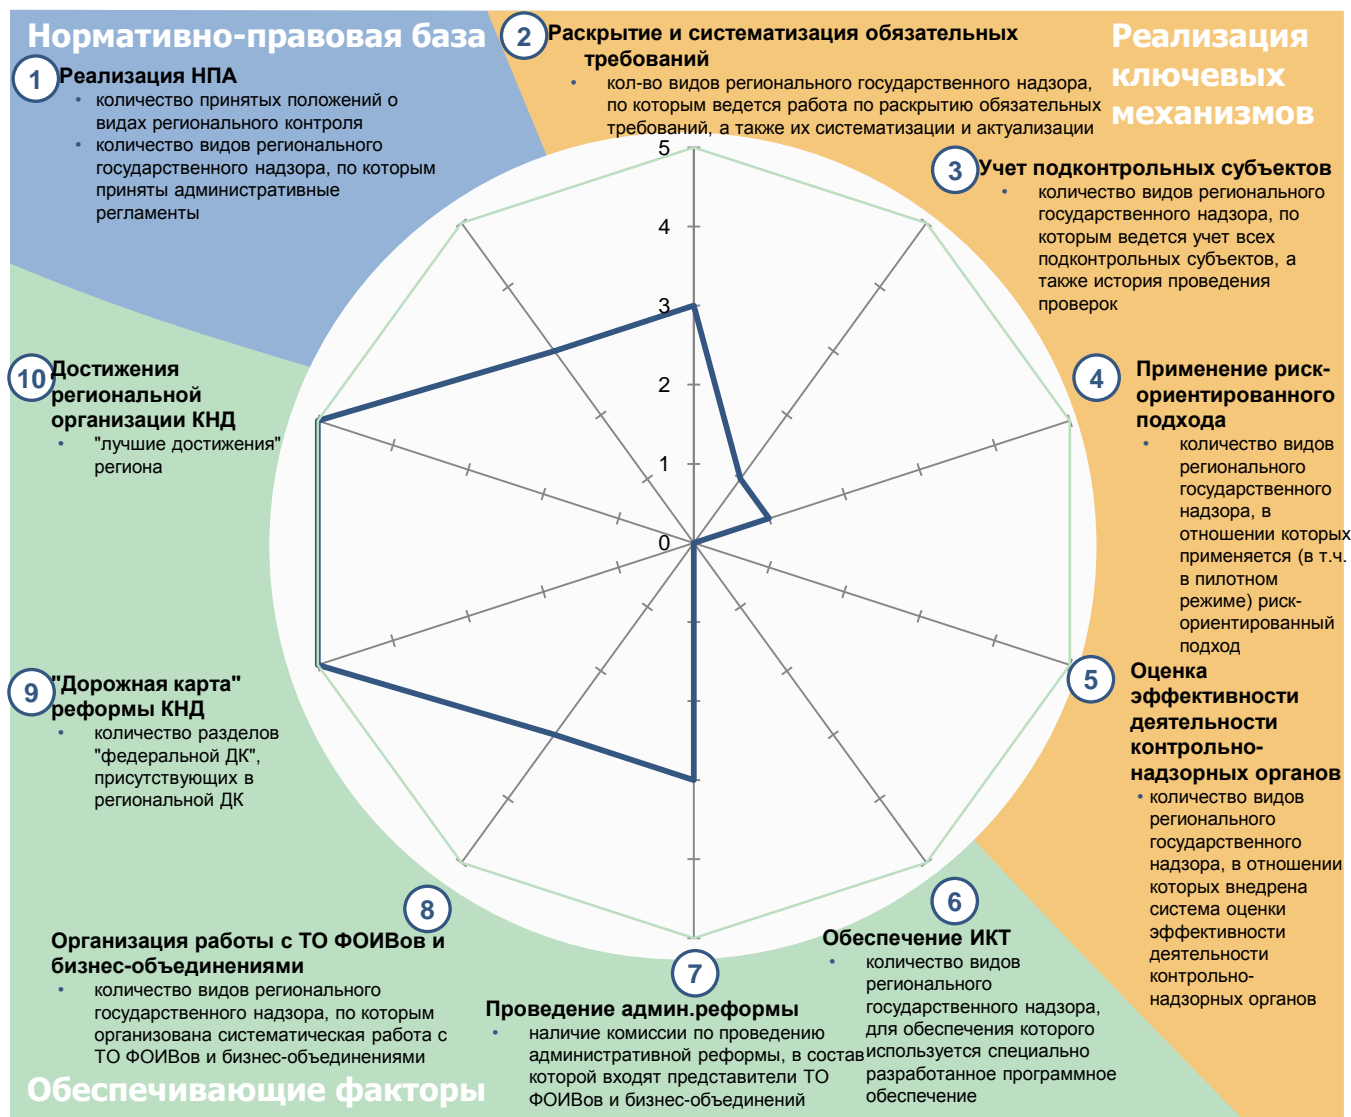 Нормативно-правовая база
1
Реализация НПА
• количество принятых положений о
видах регионального контроля
• количество видов регионального
государственного надзора, по которым
приняты административные
регламенты
2
Раскрытие и систематизация обязательных
требований
• кол-во видов регионального государственного надзора,
по которым ведется работа по раскрытию обязательных
требований, а также их систематизации и актуализации
Реализация
ключевых
механизмов
3
Учет подконтрольных субъектов
• количество видов регионального
государственного надзора, по
которым ведется учет всех
подконтрольных субъектов, а
также история проведения
проверок
4
Применение риск-
ориентированного
подхода
• количество видов
регионального
государственного
надзора, в
отношении которых
применяется (в т.ч.
в пилотном
режиме) риск-
ориентированный
подход
5
Оценка
эффективности
деятельности
контрольно-
надзорных органов
• количество видов
регионального
государственного
надзора, в отношении
которых внедрена
система оценки
эффективности
деятельности
контрольно-
надзорных органов
6
Обеспечение ИКТ
• количество видов
регионального
государственного надзора,
для обеспечения которого
используется специально
разработанное программное
обеспечение
7
Проведение админ.реформы
• наличие комиссии по проведению
административной реформы, в состав
которой входят представители ТО
ФОИВов и бизнес-объединений
8
Организация работы с ТО ФОИВов и
бизнес-объединениями
• количество видов регионального
государственного надзора, по которым
организована систематическая работа с
ТО ФОИВов и бизнес-объединениями
Обеспечивающие факторы
9
"Дорожная карта"
реформы КНД
• количество разделов
"федеральной ДК",
присутствующих в
региональной ДК
10
Достижения
региональной
организации КНД
• "лучшие достижения"
региона
5
4
3
2
1
0